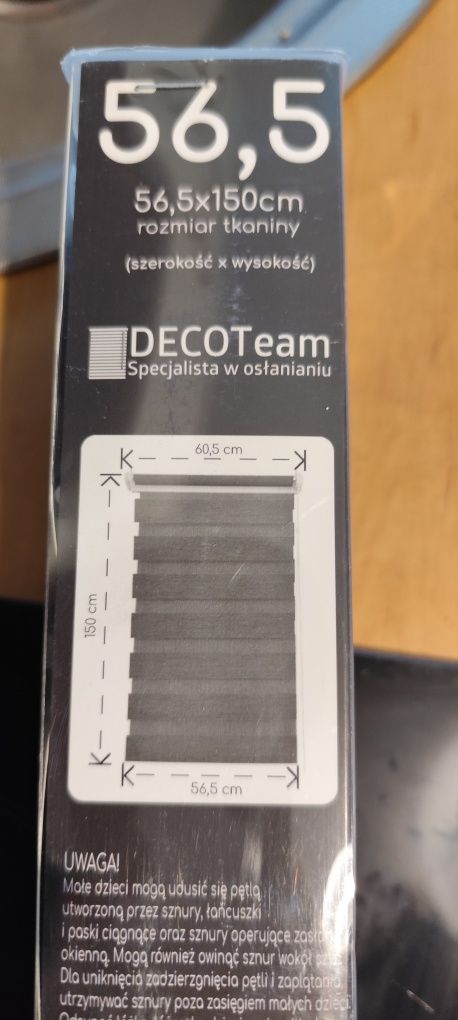 56,5
56,5x150cm
rozmiar tkaniny
(szerokość x wysokość)
DECOTeam
Specjalista w osłanianiu
60,5 cm
150 cm
56,5 cm
UWAGA!
Małe dzieci mogą udusić się pętlą
utworzoną przez sznury, łańcuszki
i paski ciągnące oraz sznury operujące
okienną. Mogą również owinąć sznur wokół
Dla uniknięcia zadzierzgnięcia pętli i zaplątania,
utrzymywać sznury poza zasięgiem małych dzieci.